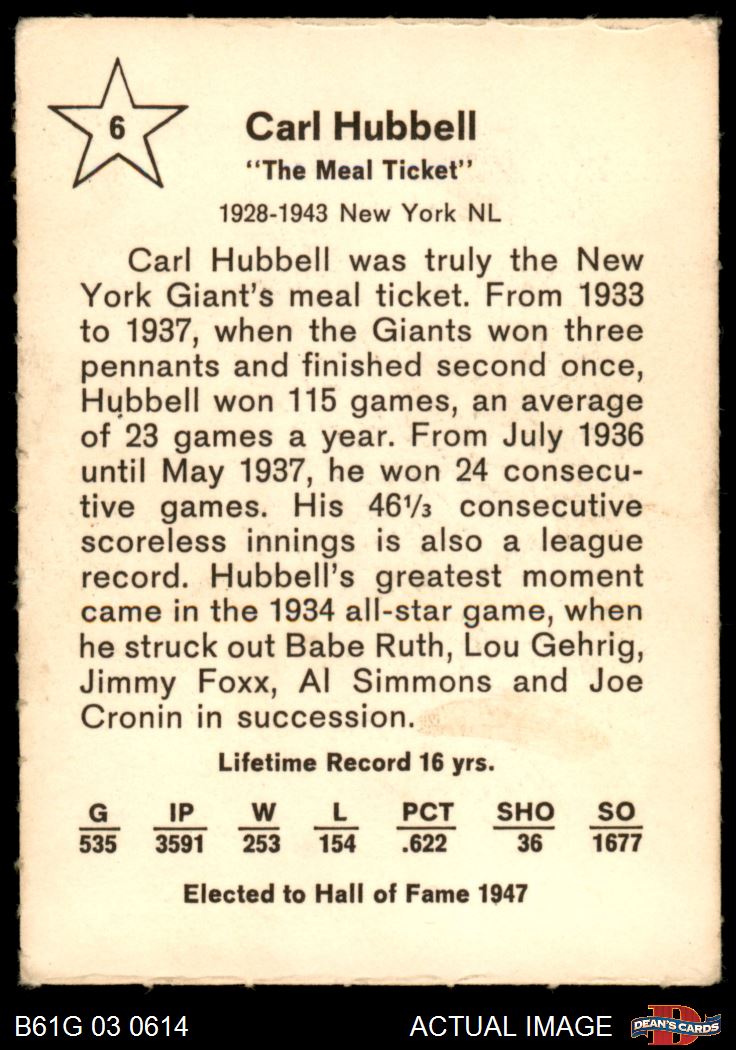 6
Carl Hubbell
"The Meal Ticket"
1928-1943 New York NL
Carl Hubbell was truly the New
York Giant's meal ticket. From 1933
to 1937, when the Giants won three
pennants and finished second once,
Hubbell won 115 games, an average
of 23 games a year. From July 1936
until May 1937, he won 24 consecu-
tive games. His 46⅓ consecutive
scoreless innings is also a league
record. Hubbell's greatest moment
came in the 1934 all-star game, when
he struck out Babe Ruth, Lou Gehrig,
Jimmy Foxx, Al Simmons and Joe
Cronin in succession.
Lifetime Record 16 yrs.
G IP W L PCT SHO SO
535 3591 253 154 .622 36 1677
Elected to Hall of Fame 1947
B61G 03 0614 ACTUAL IMAGE D DEAN'S CARDS